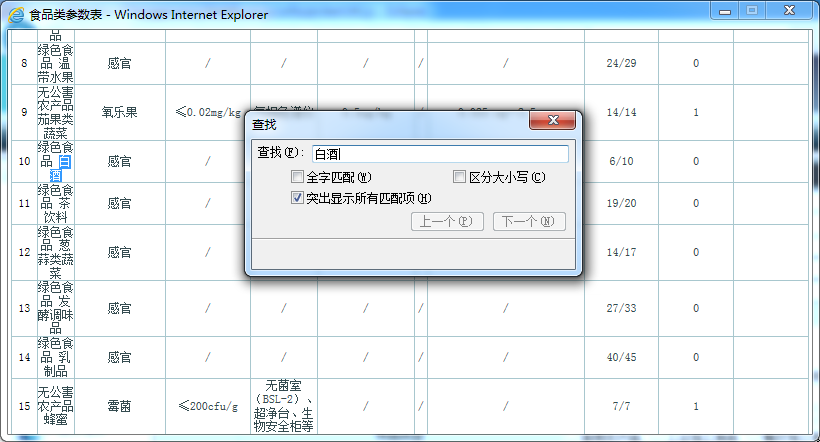 食品类参数表 - Windows Internet Explorer
品
8 绿色食品 温带水果 感官 / / / / / 24/29 0
9 无公害农产品 茄果类蔬菜 氧乐果 ≤0.02mg/kg 14/14 1
10 绿色食品 白酒 感官 / 6/10 0
11 绿色食品 茶饮料 感官 / 19/20 0
12 绿色食品 葱蒜类蔬菜 感官 / 14/17 0
13 绿色食品 发酵调味品 感官 / / / / / 27/33 0
14 绿色食品 乳制品 感官 / / / / / 40/45 0
15 无公害农产品 蜂蜜 霉菌 ≤200cfu/g 无菌室(BSL-2)、超净台、生物安全柜等 / / / 7/7 1
查找
查找(F): 白酒
全字匹配(W) 区分大小写(C)
突出显示所有匹配项(H)
上一个(P) 下一个(N)